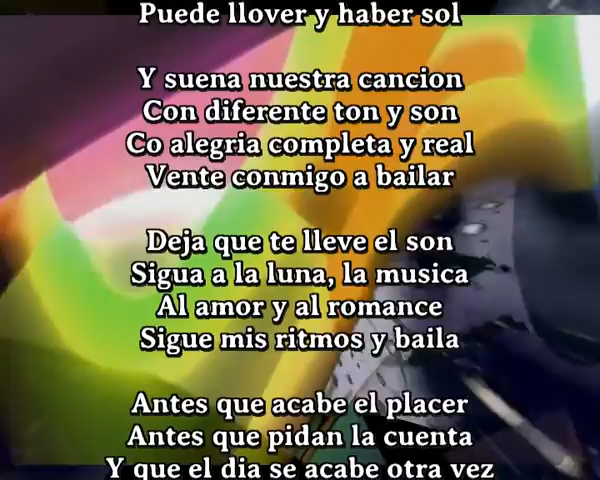 Puede llover y haber sol
Y suena nuestra cancion
Con diferente ton y son
Co alegria completa y real
Vente conmigo a bailar
Deja que te lleve el son
Sigua a la luna, la musica
Al amor y al romance
Sigue mis ritmos y baila
Antes que acabe el placer
Antes que pidan la cuenta
Y que el dia se acabe otra vez